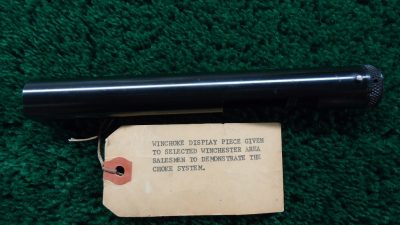 WINCHOKE DISPLAY PIECE GIVEN
TO SELECTED WINCHESTER AREA
SALESMEN TO DEMONSTRATE THE
CHOKE SYSTEM.